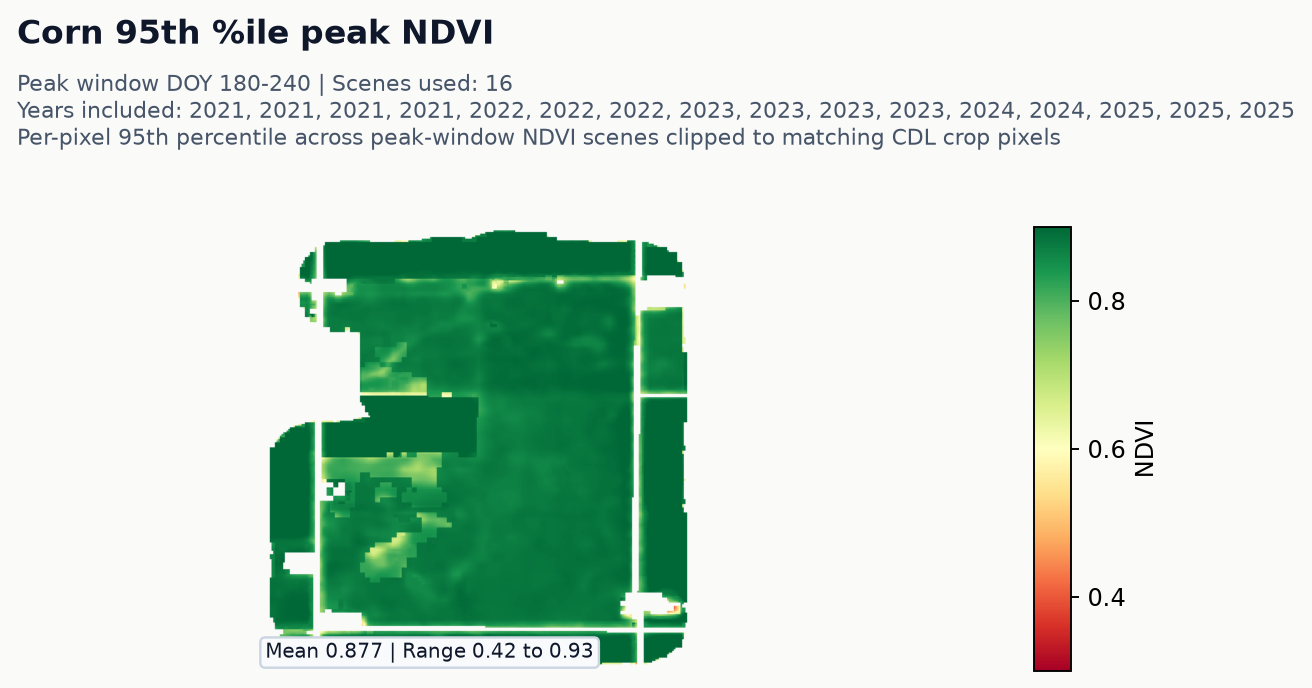 Corn 95th %ile peak NDVI
Peak window DOY 180-240 | Scenes used: 16
Years included: 2021, 2021, 2021, 2021, 2022, 2022, 2022, 2023, 2023, 2023, 2023, 2024, 2024, 2025, 2025, 2025
Per-pixel 95th percentile across peak-window NDVI scenes clipped to matching CDL crop pixels
0.8
0.6
0.4
NDVI
Mean 0.877 | Range 0.42 to 0.93